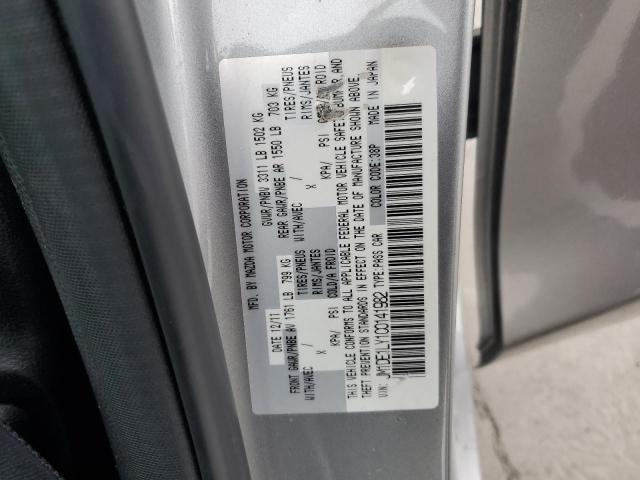 MFD. BY MAZDA MOTOR CORPORATION
DATE 12/11 GVWR/PNBV 3311 LB 1502 KG
FRONT GAWR/PNBE AV 1761 LB 799 KG REAR GAWR/PNBE AR 1550 LB 703 KG
WITH/AVEC TIRES/PNEUS WITH/AVEC TIRES/PNEUS
X RIMS/JANTES X RIMS/JANTES
KPA/ PSI COLD/A FROID KPA/ PSI
THIS VEHICLE CONFORMS TO ALL APPLICABLE FEDERAL MOTOR VEHICLE SAFETY, BUMPER, AND
THEFT PREVENTION STANDARDS IN EFFECT ON THE DATE OF MANUFACTURE SHOWN ABOVE.
VIN: JM1DE1LY1C0141982 TYPE:PASS CAR COLOR CODE:38P MADE IN JAPAN